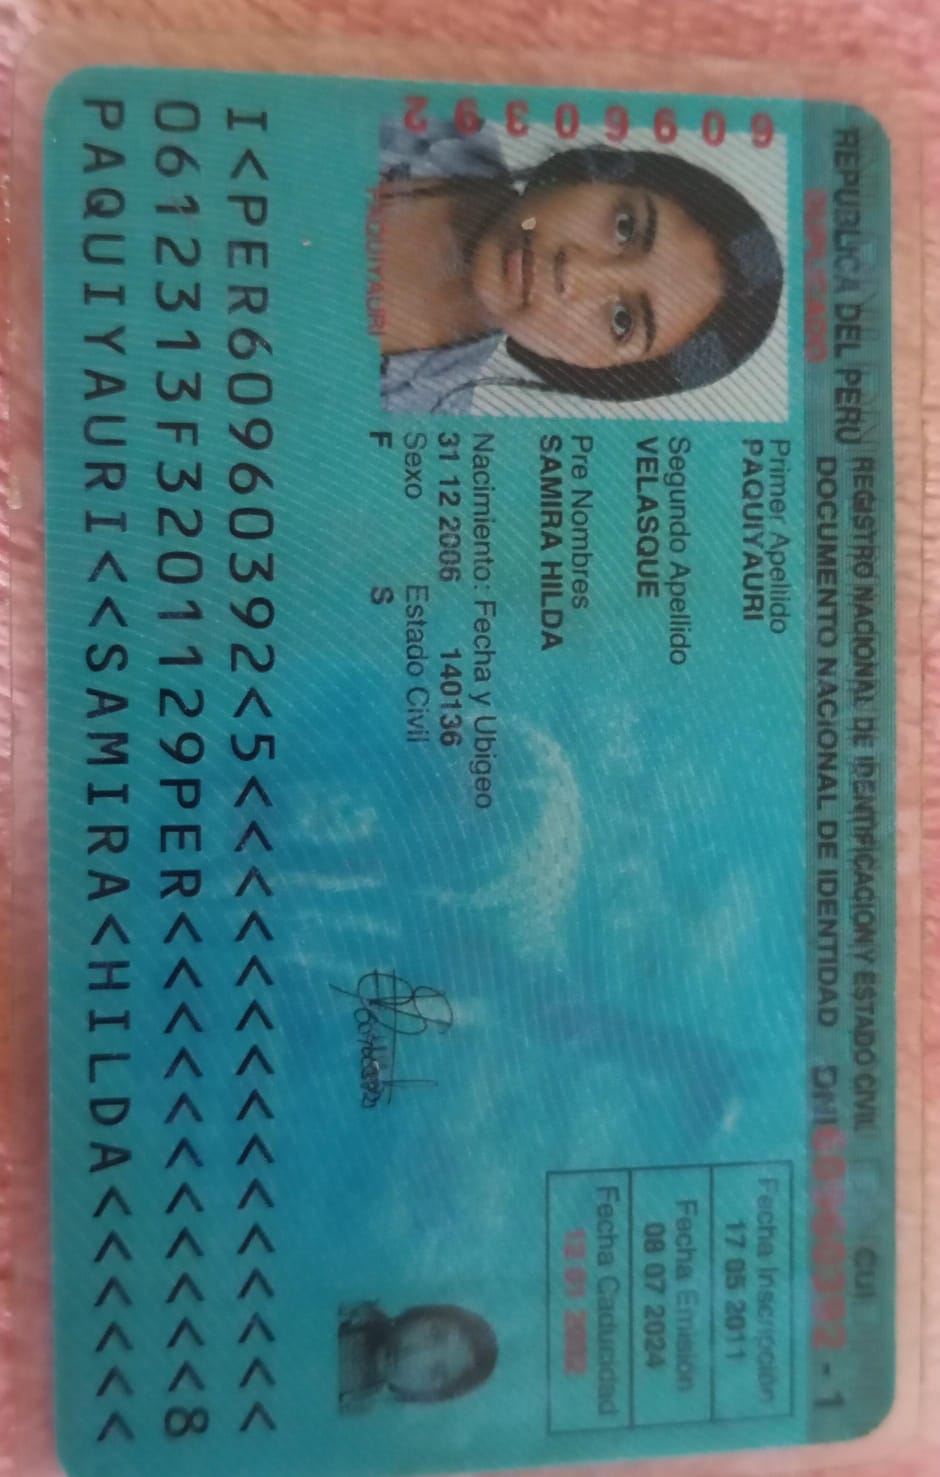 REPUBLICA DEL PERU REGISTRO NACIONAL DE IDENTIFICACION Y ESTADO CIVIL CUI
DUPLICADO DOCUMENTO NACIONAL DE IDENTIDAD DNI 60960392 - 1
60960392
PAQUIYAURI
Primer Apellido
PAQUIYAURI
Segundo Apellido
VELASQUE
Pre Nombres
SAMIRA HILDA
Nacimiento: Fecha y Ubigeo
31 12 2006 140136
Sexo Estado Civil
F S
Fecha Inscripción
17 05 2011
Fecha Emisión
08 07 2024
Fecha Caducidad
I<PER60960392<5<<<<<<<<<<<<<<<
0612313F3201129PER<<<<<<<<<<<8
PAQUIYAURI<<SAMIRA<HILDA<<<<<<